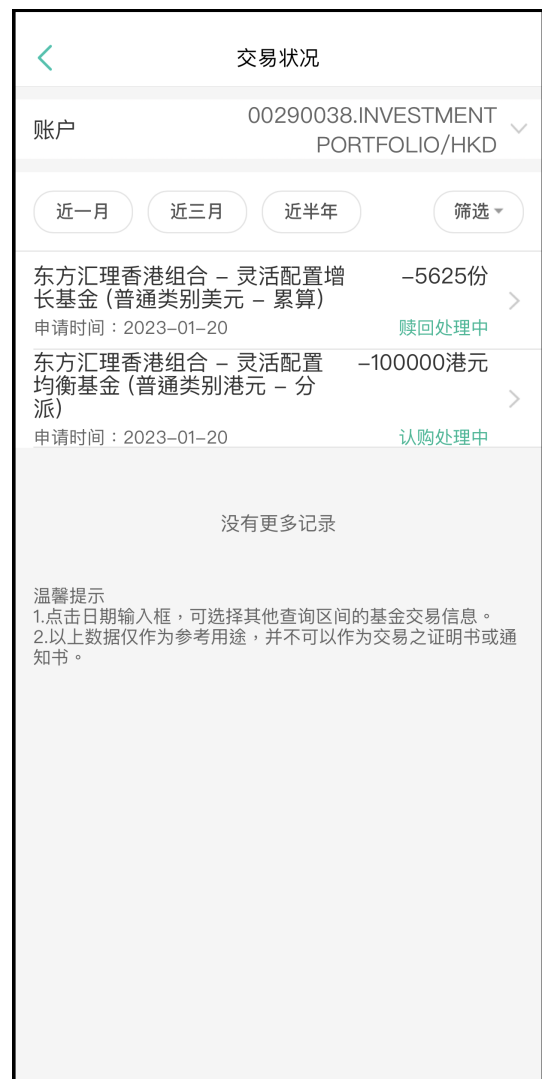 交易状况
账户
00290038.INVESTMENT
PORTFOLIO/HKD
近一月 近三月 近半年 筛选
东方汇理香港组合 – 灵活配置增 –5625份
长基金 (普通类别美元 – 累算)
申请时间：2023–01–20 赎回处理中
东方汇理香港组合 – 灵活配置 –100000港元
均衡基金 (普通类别港元 – 分
派)
申请时间：2023–01–20 认购处理中
没有更多记录
温馨提示
1.点击日期输入框，可选择其他查询区间的基金交易信息。
2.以上数据仅作为参考用途，并不可以作为交易之证明书或通
知书。